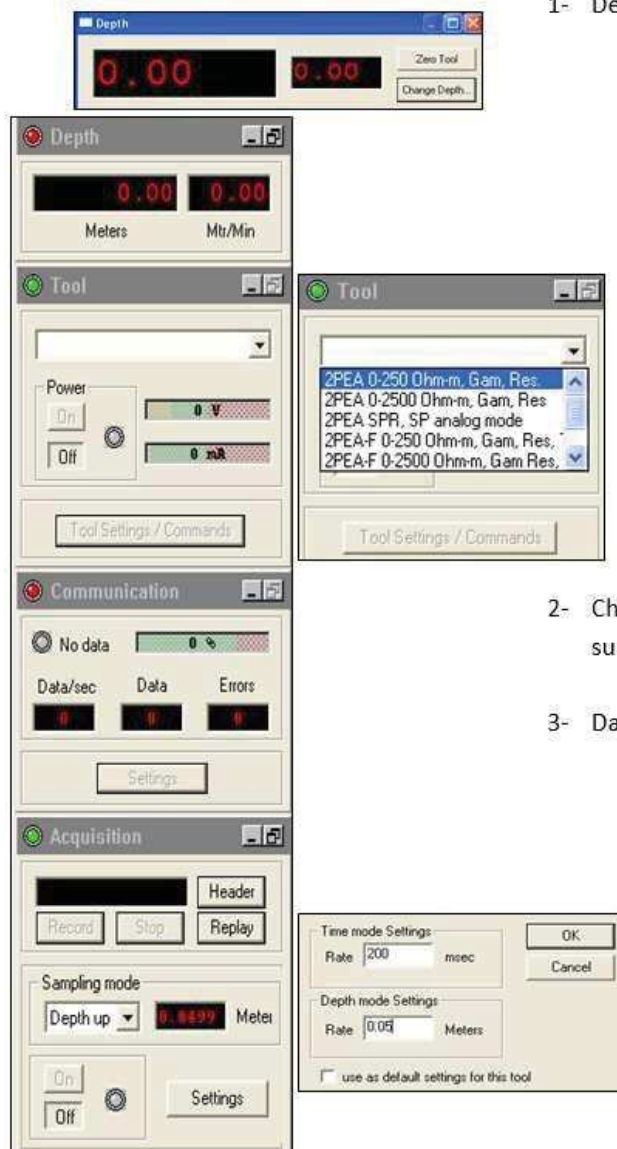 1- De
Depth
0.00
0.00
Zero Tool
Change Depth...
Depth
0.00
0.00
Meters
Mtr/Min
Tool
Power
On
Off
0 V
0 mA
Tool Settings / Commands
Tool
2PEA 0-250 Ohm-m, Gam, Res.
2PEA 0-2500 Ohm-m, Gam, Res
2PEA SPR, SP analog mode
2PEA-F 0-250 Ohm-m, Gam, Res,
2PEA-F 0-2500 Ohm-m, Gam Res,
Tool Settings / Commands
2- Ch
su
3- Da
Communication
No data
0 %
Data/sec
Data
Errors
0
0
0
Settings
Acquisition
Header
Record
Stop
Replay
Sampling mode
Depth up
0.0499
Meter
On
Off
Settings
Time mode Settings
Rate 200 msec
OK
Cancel
Depth mode Settings
Rate 0.05 Meters
use as default settings for this tool